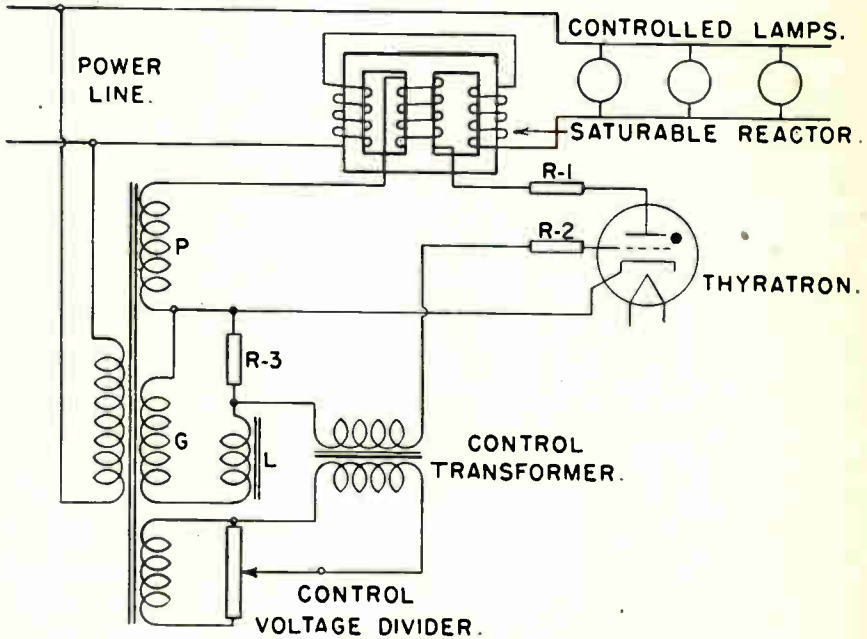 CONTROLLED LAMPS.
POWER
LINE.
SATURABLE REACTOR.
R-1
R-2
P
THYRATRON.
R-3
G
L
CONTROL
TRANSFORMER.
CONTROL
VOLTAGE DIVIDER.